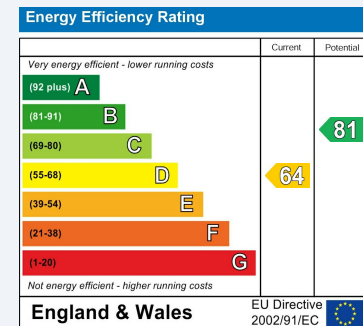 Energy Efficiency Rating
Current Potential
Very energy efficient - lower running costs
(92 plus) A
(81-91) B
(69-80) C
(55-68) D
(39-54) E
(21-38) F
(1-20) G
64
81
Not energy efficient - higher running costs
England & Wales
EU Directive
2002/91/EC